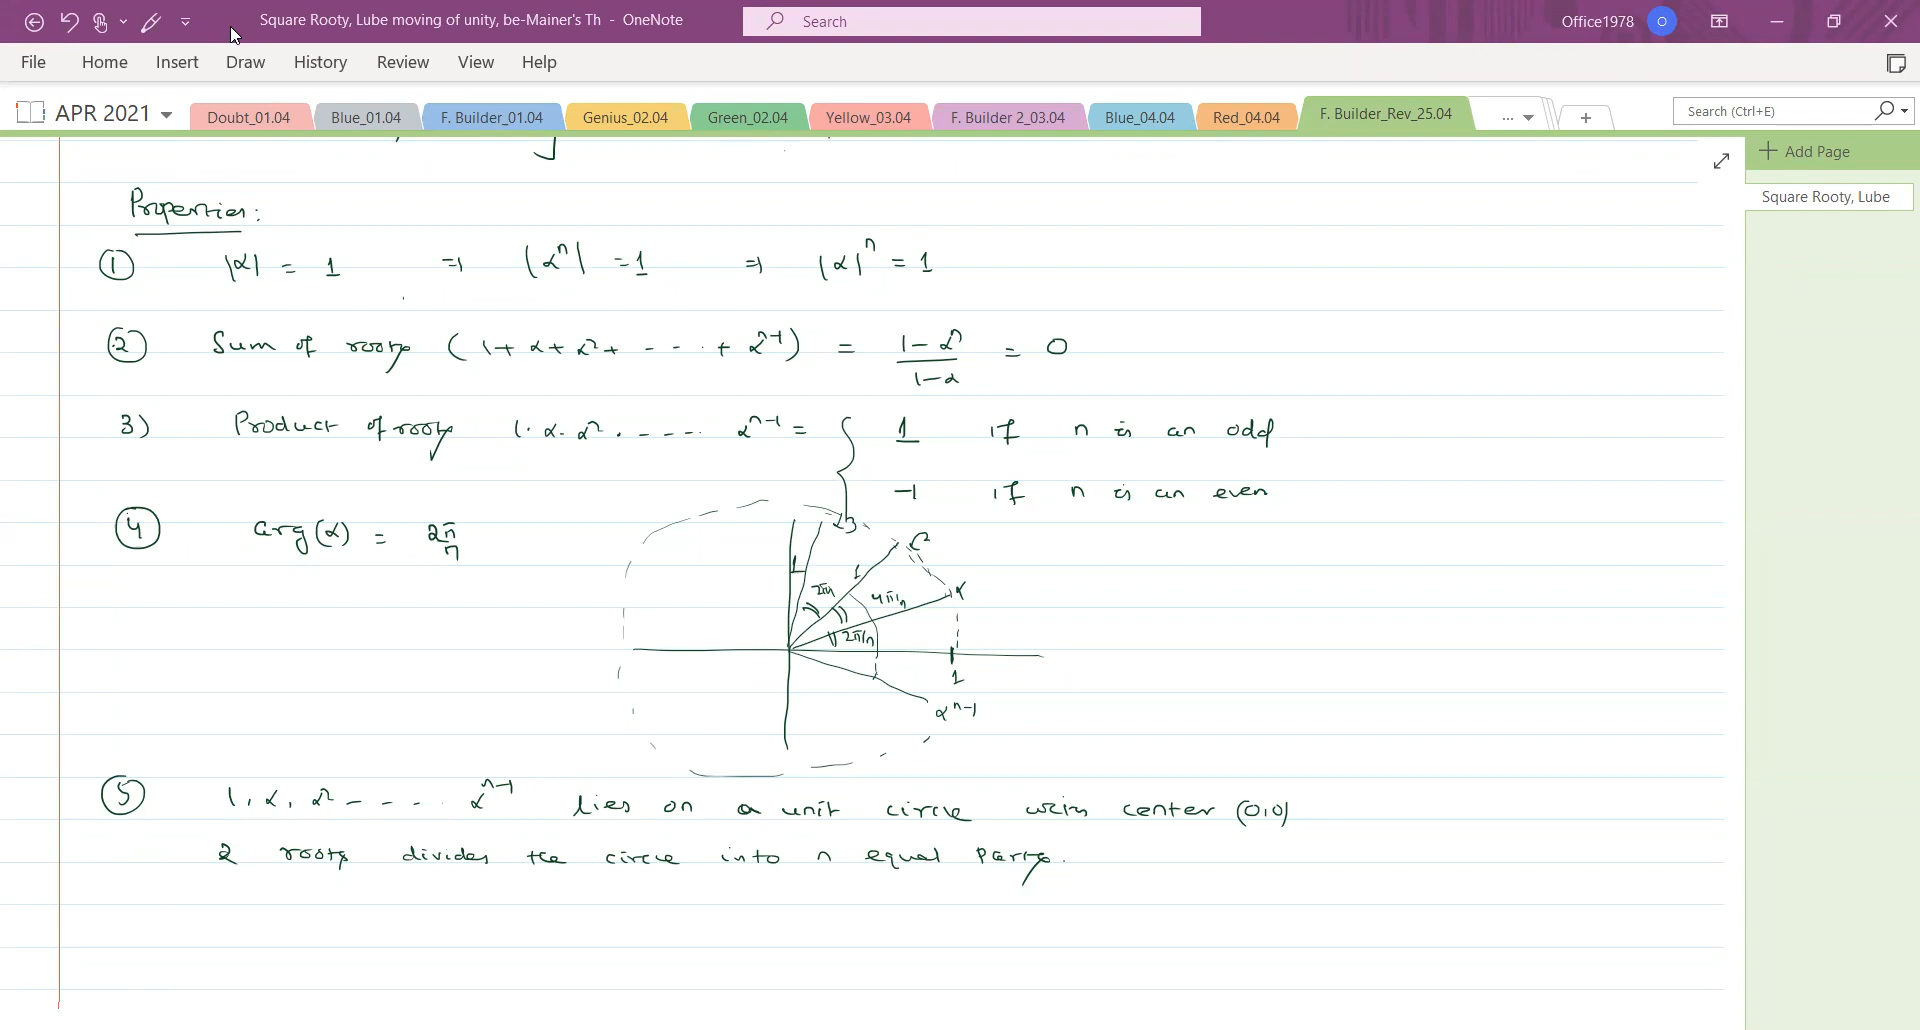 Square Rooty, Lube moving of unity, be-Mainer's Th - OneNote
Search
Office1978
O
File Home Insert Draw History Review View Help
APR 2021
Doubt_01.04 Blue_01.04 F. Builder_01.04 Genius_02.04 Green_02.04 Yellow_03.04 F. Builder 2_03.04 Blue_04.04 Red_04.04 F. Builder_Rev_25.04 ... +
Search (Ctrl+E)
Add Page
Square Rooty, Lube
Properties:
① |α| = 1 ⇒ |αⁿ| = 1 ⇒ |α|ⁿ = 1
② Sum of roots (1 + α + α² + - - - . + αⁿ⁻¹) = (1 - αⁿ)/(1 - α) = 0
3) Product of roots 1 · α · α² · - - - - αⁿ⁻¹ = { 1 if n is an odd
-1 if n is an even
④ arg(α) = 2π/n
α³
α²
1
1
2π/n
4π/n
α
2π/n
1
αⁿ⁻¹
⑤ 1, α, α² - - - - αⁿ⁻¹ lies on a unit circle with center (0,0)
& roots divides the circle into n equal parts.